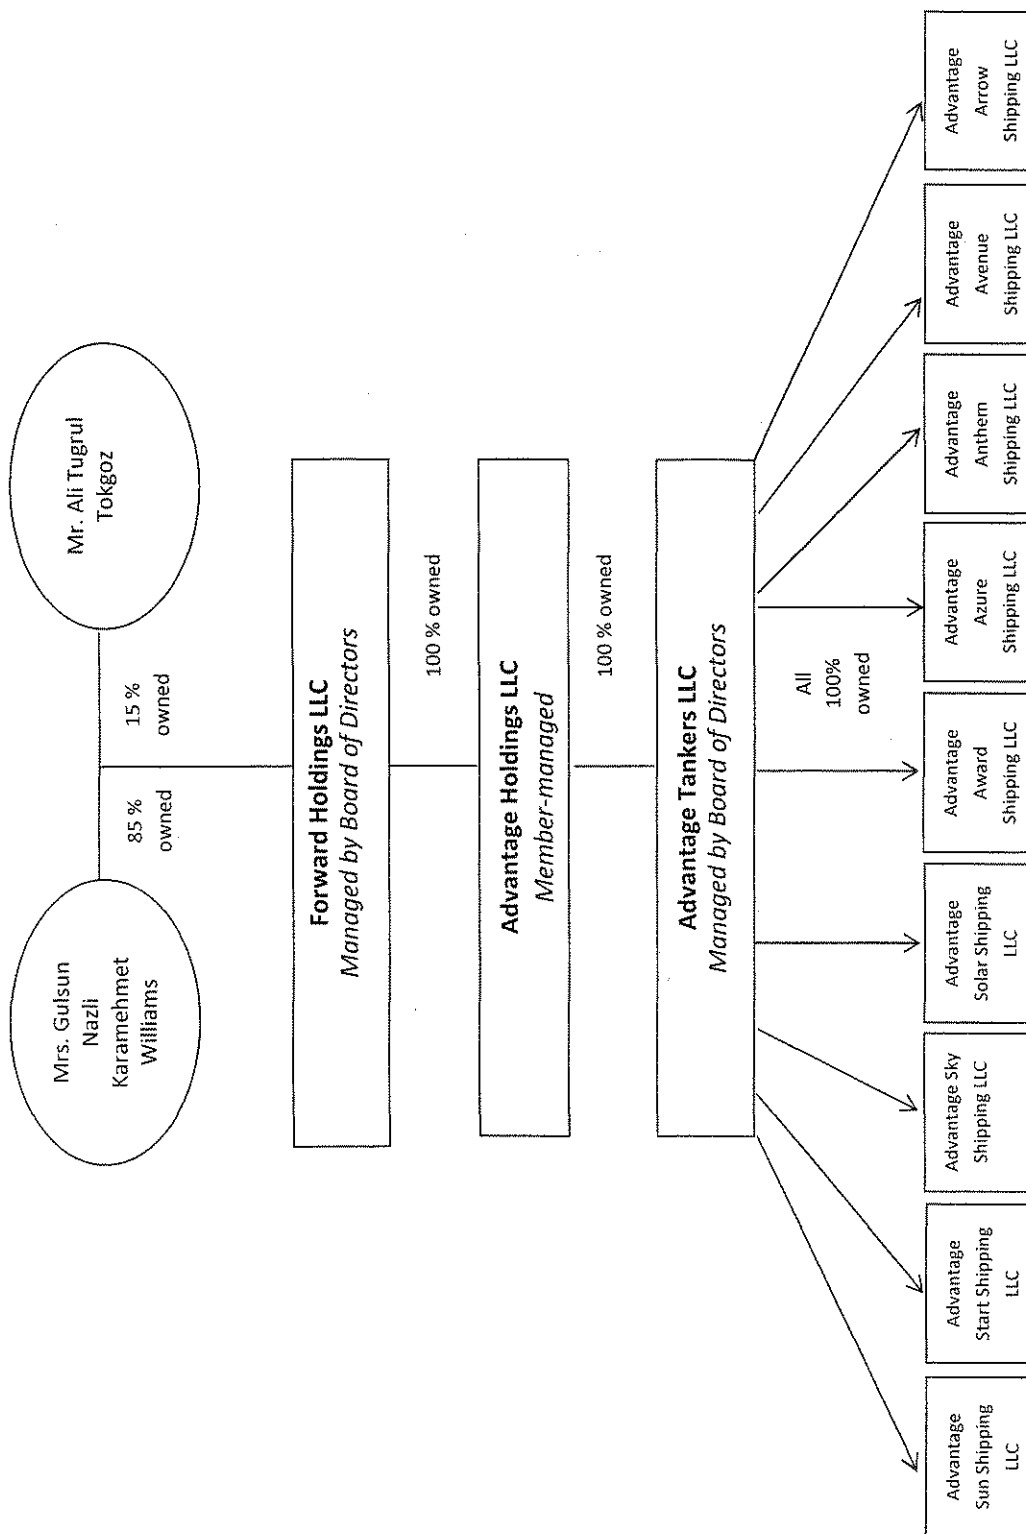 Mrs. Gulsun
Nazli
Karamehmet
Williams
Mr. Ali Tugrul
Tokgoz
85 %
owned
15 %
owned
Forward Holdings LLC
Managed by Board of Directors
100 % owned
Advantage Holdings LLC
Member-managed
100 % owned
Advantage Tankers LLC
Managed by Board of Directors
All
100%
owned
Advantage
Sun Shipping
LLC
Advantage
Start Shipping
LLC
Advantage Sky
Shipping LLC
Advantage
Solar Shipping
LLC
Advantage
Award
Shipping LLC
Advantage
Azure
Shipping LLC
Advantage
Anthem
Shipping LLC
Advantage
Avenue
Shipping LLC
Advantage
Arrow
Shipping LLC